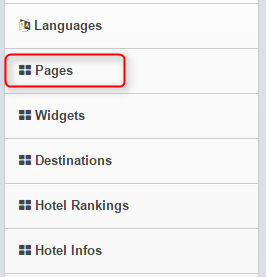 Languages
Pages
Widgets
Destinations
Hotel Rankings
Hotel Infos